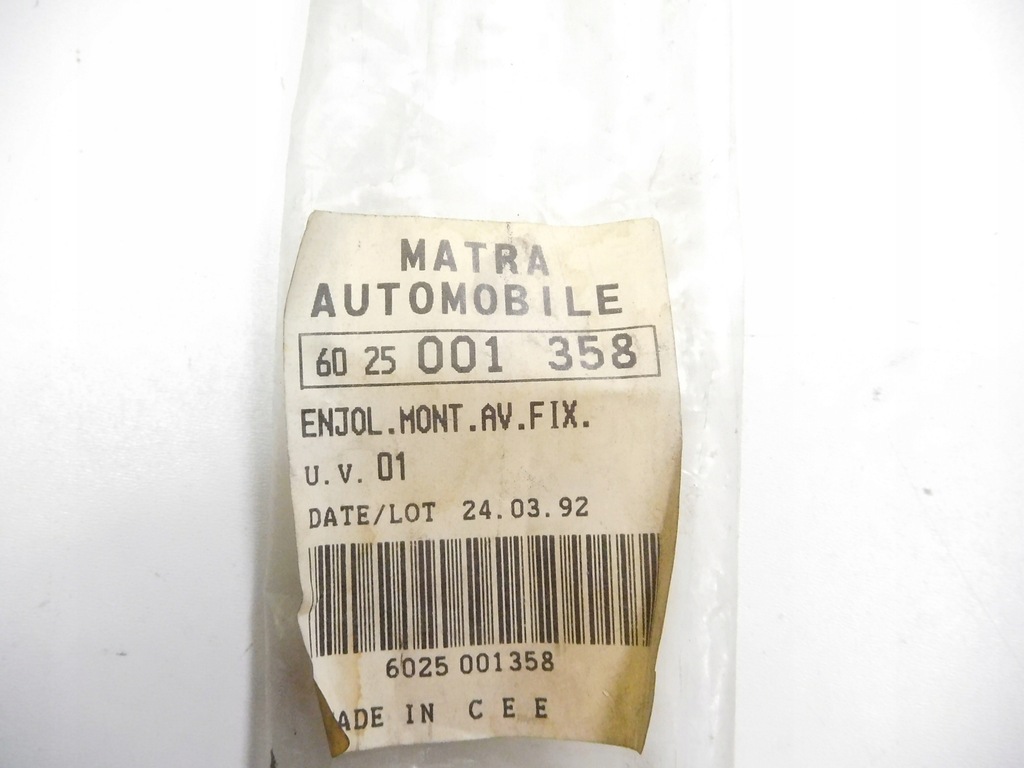 MATRA
AUTOMOBILE
60 25 001 358
ENJOL.MONT.AV.FIX.
U.V. 01
DATE/LOT 24.03.92
6025 001358
ADE IN CEE